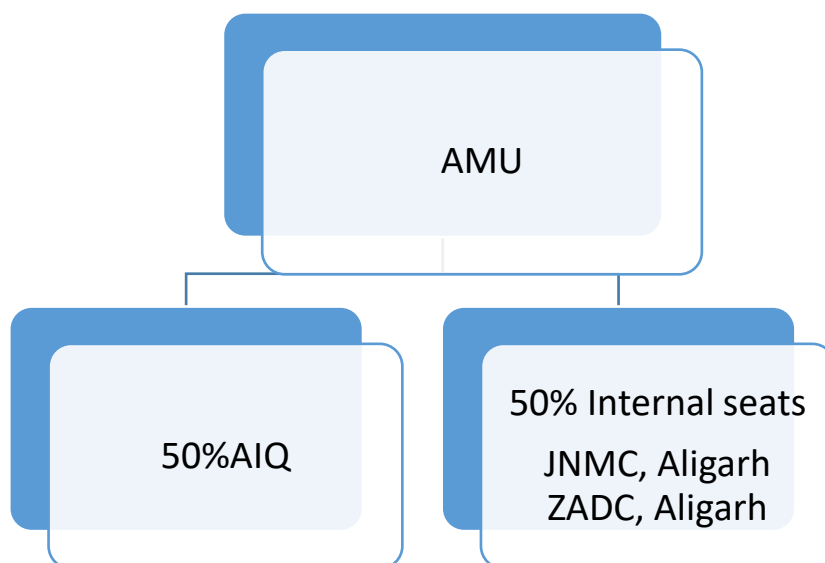 AMU
50%AIQ
50% Internal seats
JNMC, Aligarh
ZADC, Aligarh